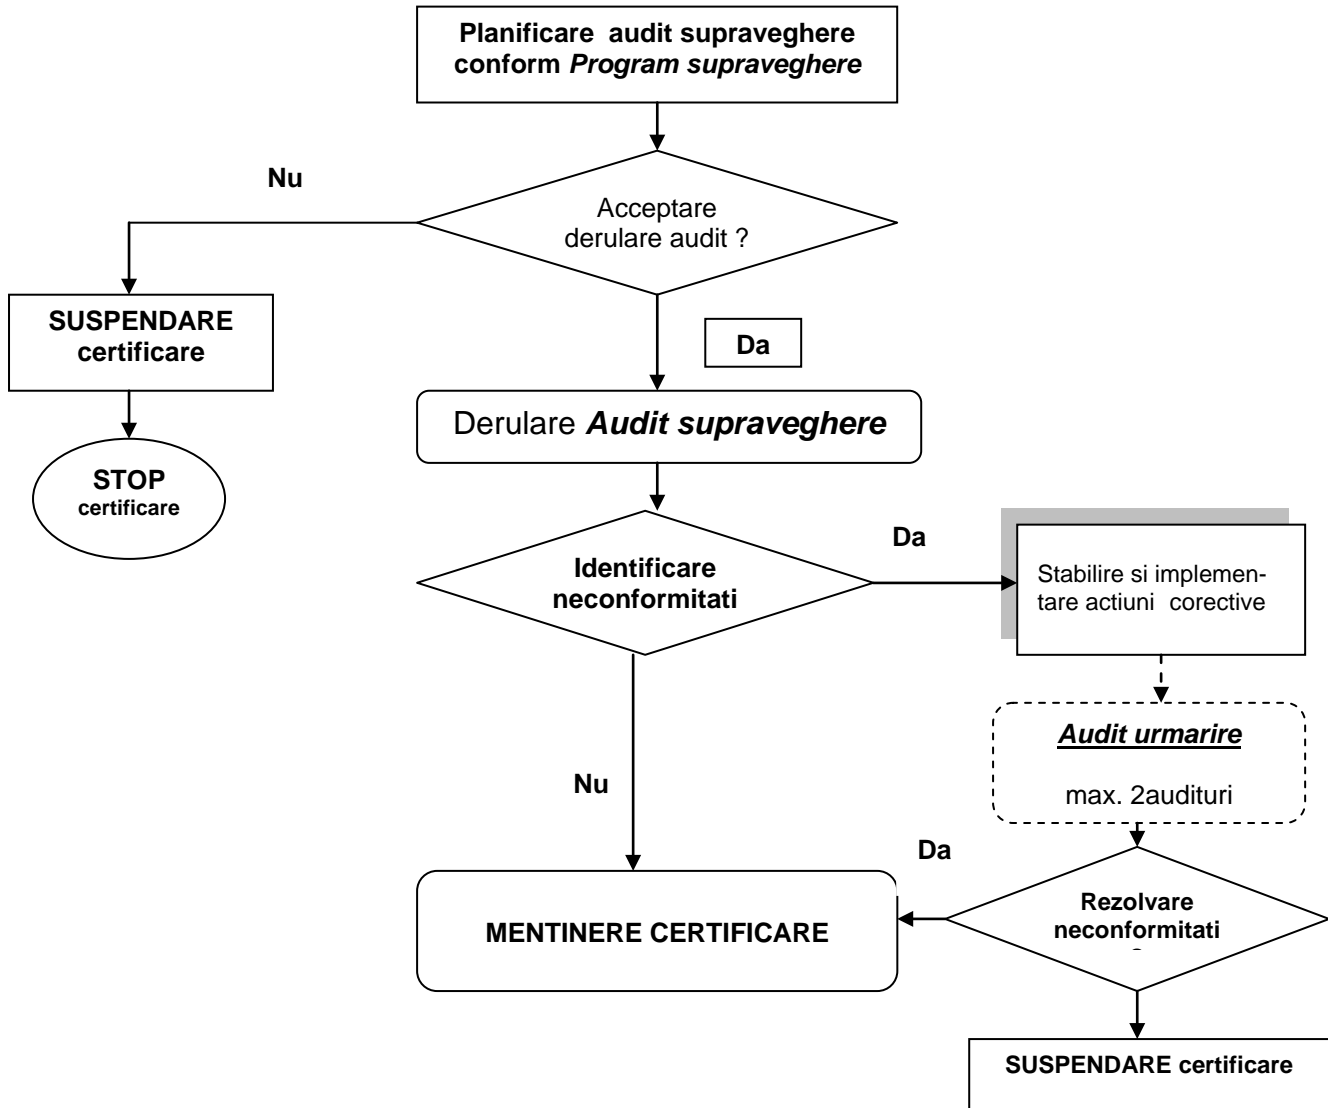 Planificare audit supraveghere
conform Program supraveghere
Nu
Acceptare
derulare audit ?
SUSPENDARE
certificare
Da
Derulare Audit supraveghere
STOP
certificare
Da
Identificare
neconformitati
Stabilire si implemen-
tare actiuni corective
Audit urmarire
Nu
max. 2audituri
Da
Rezolvare
neconformitati
MENTINERE CERTIFICARE
SUSPENDARE certificare